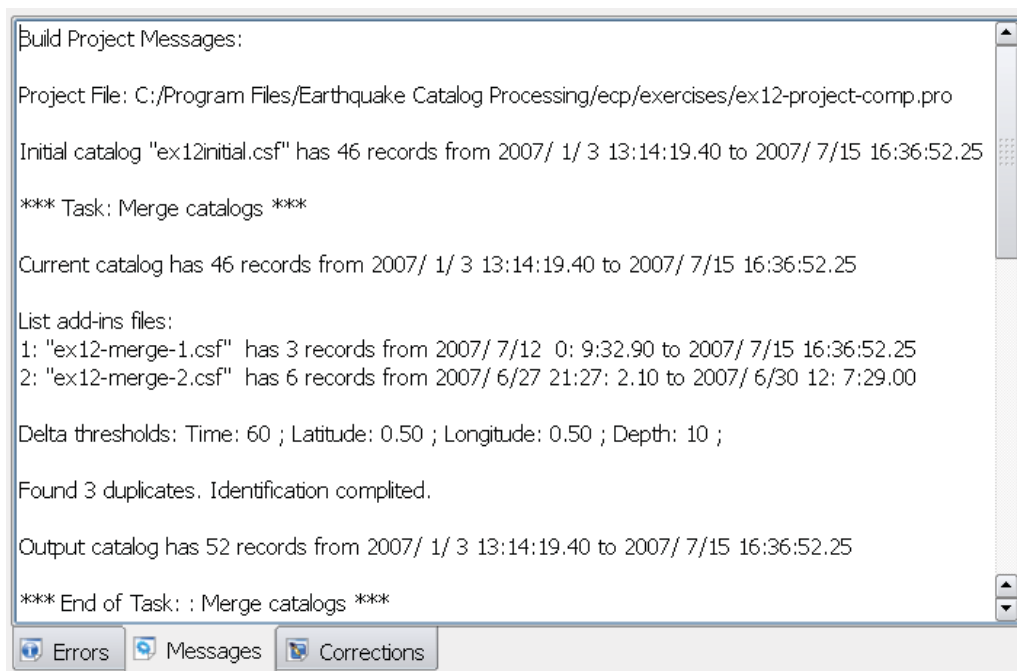 Build Project Messages:
Project File: C:/Program Files/Earthquake Catalog Processing/ecp/exercises/ex12-project-comp.pro
Initial catalog "ex12initial.csf" has 46 records from 2007/ 1/ 3 13:14:19.40 to 2007/ 7/15 16:36:52.25
*** Task: Merge catalogs ***
Current catalog has 46 records from 2007/ 1/ 3 13:14:19.40 to 2007/ 7/15 16:36:52.25
List add-ins files:
1: "ex12-merge-1.csf"  has 3 records from 2007/ 7/12  0: 9:32.90 to 2007/ 7/15 16:36:52.25
2: "ex12-merge-2.csf"  has 6 records from 2007/ 6/27 21:27: 2.10 to 2007/ 6/30 12: 7:29.00
Delta thresholds: Time: 60 ; Latitude: 0.50 ; Longitude: 0.50 ; Depth: 10 ;
Found 3 duplicates. Identification complited.
Output catalog has 52 records from 2007/ 1/ 3 13:14:19.40 to 2007/ 7/15 16:36:52.25
*** End of Task: : Merge catalogs ***
Errors Messages Corrections